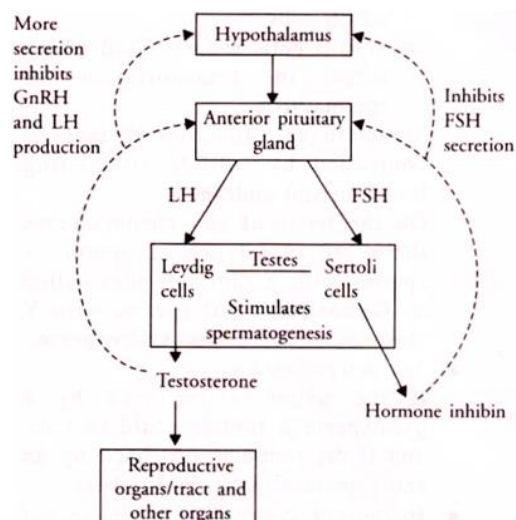 More
secretion
inhibits
GnRH
and LH
production
Hypothalamus
Inhibits
FSH
secretion
Anterior pituitary
gland
LH
FSH
Testes
Leydig
cells
Sertoli
cells
Stimulates
spermatogenesis
Testosterone
Hormone inhibin
Reproductive
organs/tract and
other organs